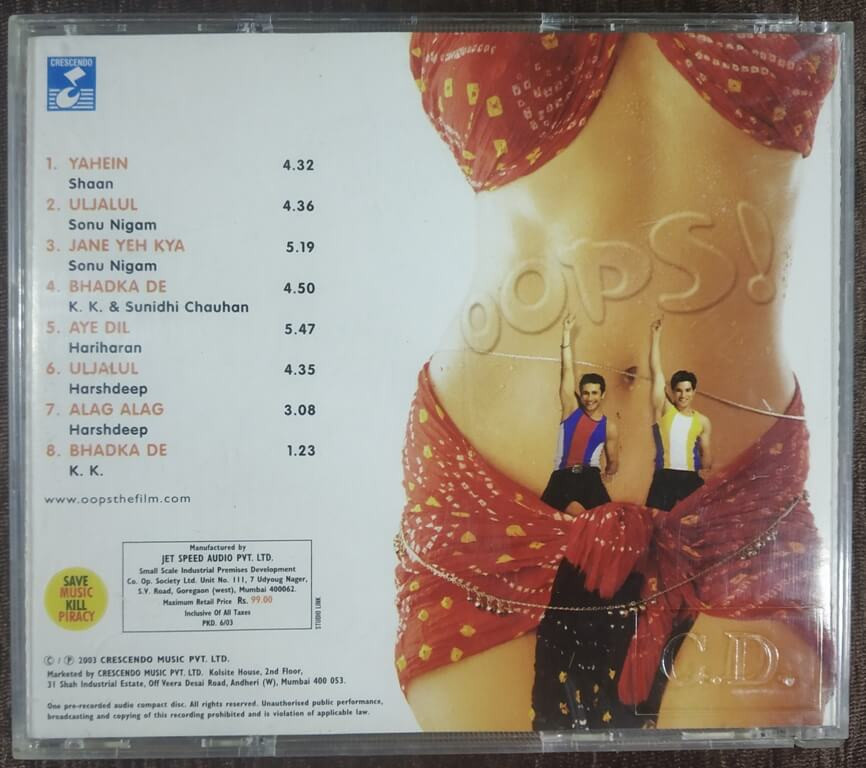 CRESCENDO
OOPS!
1. YAHEIN 4.32
Shaan
2. ULJALUL 4.36
Sonu Nigam
3. JANE YEH KYA 5.19
Sonu Nigam
4. BHADKA DE 4.50
K. K. & Sunidhi Chauhan
5. AYE DIL 5.47
Hariharan
6. ULJALUL 4.35
Harshdeep
7. ALAG ALAG 3.08
Harshdeep
8. BHADKA DE 1.23
K. K.
www.oopsthefilm.com
SAVE
MUSIC
KILL
PIRACY
Manufactured by
JET SPEED AUDIO PVT. LTD.
Small Scale Industrial Premises Development
Co. Op. Society Ltd. Unit No. 111, 7 Udyoug Nager,
S.V. Road, Goregaon (west), Mumbai 400062.
Maximum Retail Price Rs. 99.00
Inclusive Of All Taxes
PKD. 6/03
STUDIO LINK
© / ℗ 2003 CRESCENDO MUSIC PVT. LTD.
Marketed by CRESCENDO MUSIC PVT. LTD. Kolsite House, 2nd Floor,
31 Shah Industrial Estate, Off Veera Desai Road, Andheri (W), Mumbai 400 053.
One pre-recorded audio compact disc. All rights reserved. Unauthorised public performance,
broadcasting and copying of this recording prohibited and is violation of applicable law.
C.D.